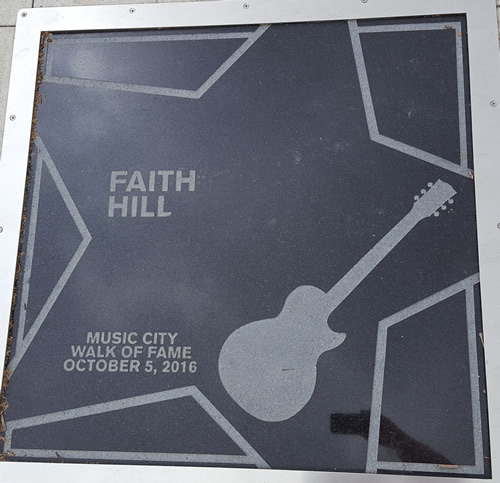 FAITH
HILL
MUSIC CITY
WALK OF FAME
OCTOBER 5, 2016